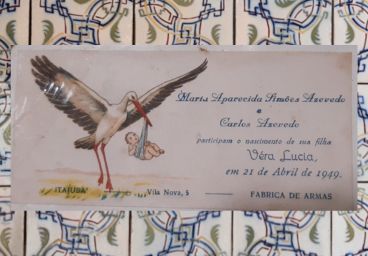 Maria Aparecida Simões Azevedo
e
Carlos Azevedo
participam o nascimento de sua filha
Véra Lucia,
em 21 de Abril de 1949.
ITAJUBÁ Vila Nova, 5 FABRICA DE ARMAS